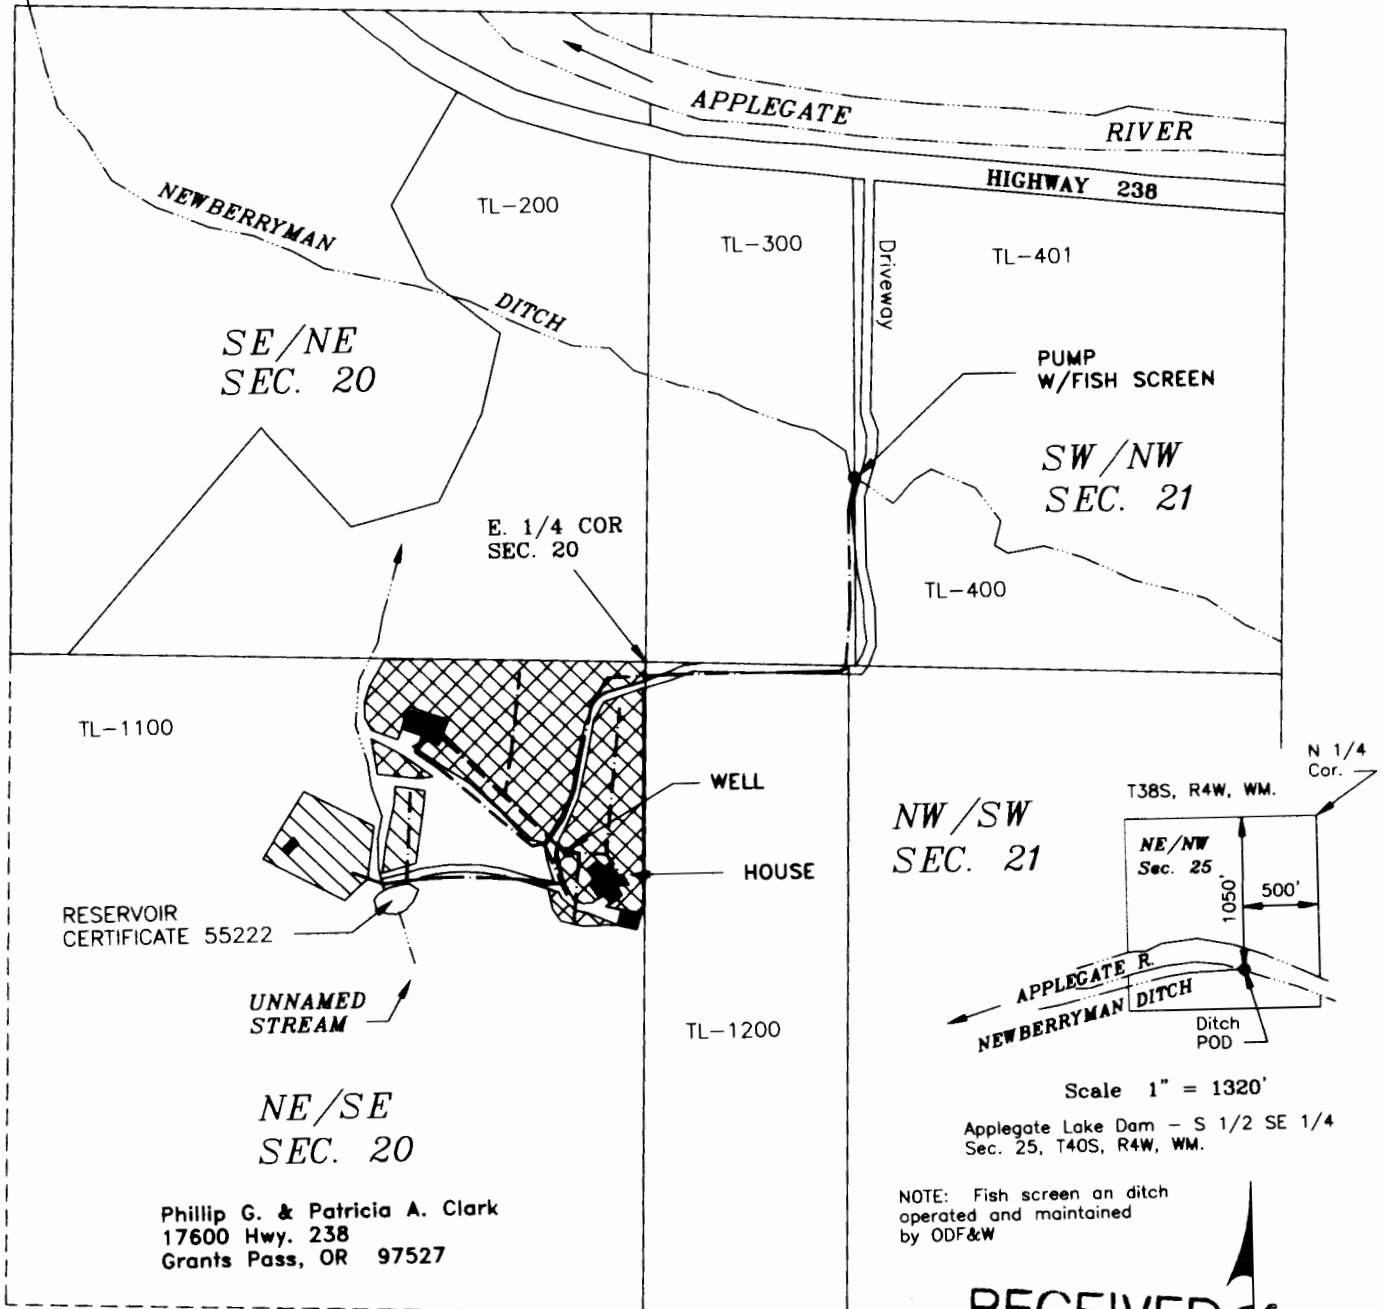 APPLEGATE
RIVER
HIGHWAY 238
NEWBERRYMAN
DITCH
TL-200
TL-300
Driveway
TL-401
SE/NE
SEC. 20
PUMP
W/FISH SCREEN
SW/NW
SEC. 21
E. 1/4 COR
SEC. 20
TL-400
TL-1100
WELL
HOUSE
NW/SW
SEC. 21
N 1/4
Cor.
T38S, R4W, WM.
NE/NW
Sec. 25
1050'
500'
APPLEGATE R.
NEWBERRYMAN DITCH
Ditch
POD
RESERVOIR
CERTIFICATE 55222
UNNAMED
STREAM
TL-1200
Scale 1" = 1320'
Applegate Lake Dam - S 1/2 SE 1/4
Sec. 25, T40S, R4W, WM.
NE/SE
SEC. 20
NOTE: Fish screen an ditch
operated and maintained
by ODF&W
Phillip G. & Patricia A. Clark
17600 Hwy. 238
Grants Pass, OR 97527
RECEIVED